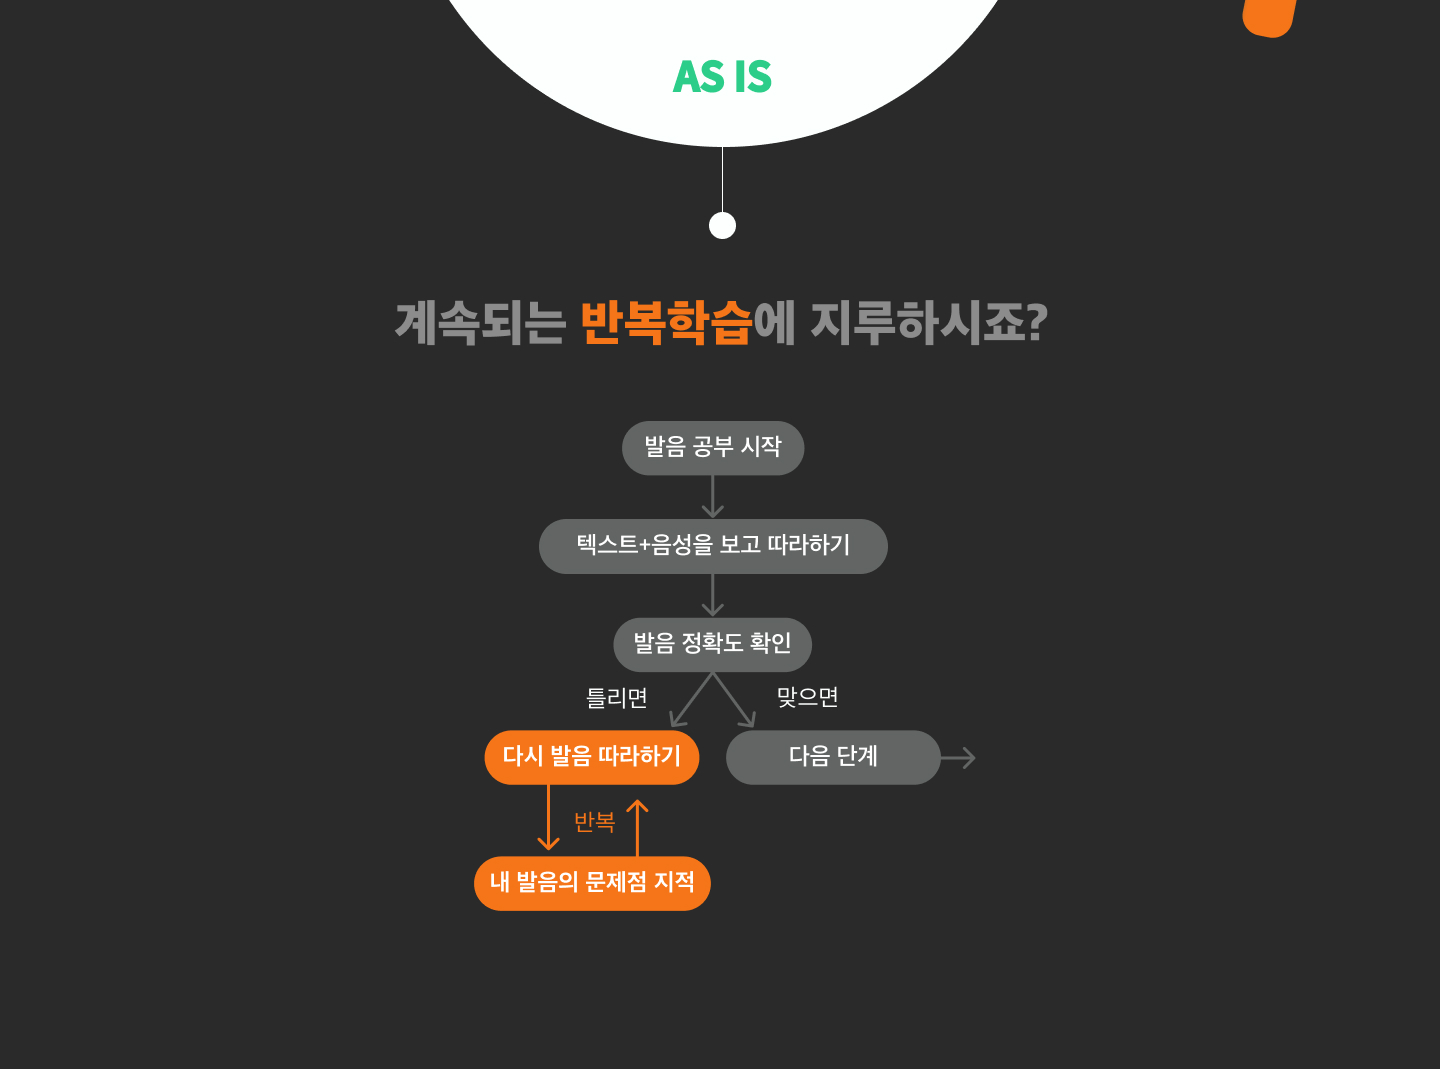 AS IS
계속되는 반복학습에 지루하시죠?
발음 공부 시작
텍스트+음성을 보고 따라하기
발음 정확도 확인
틀리면
맞으면
다시 발음 따라하기
다음 단계
반복
내 발음의 문제점 지적